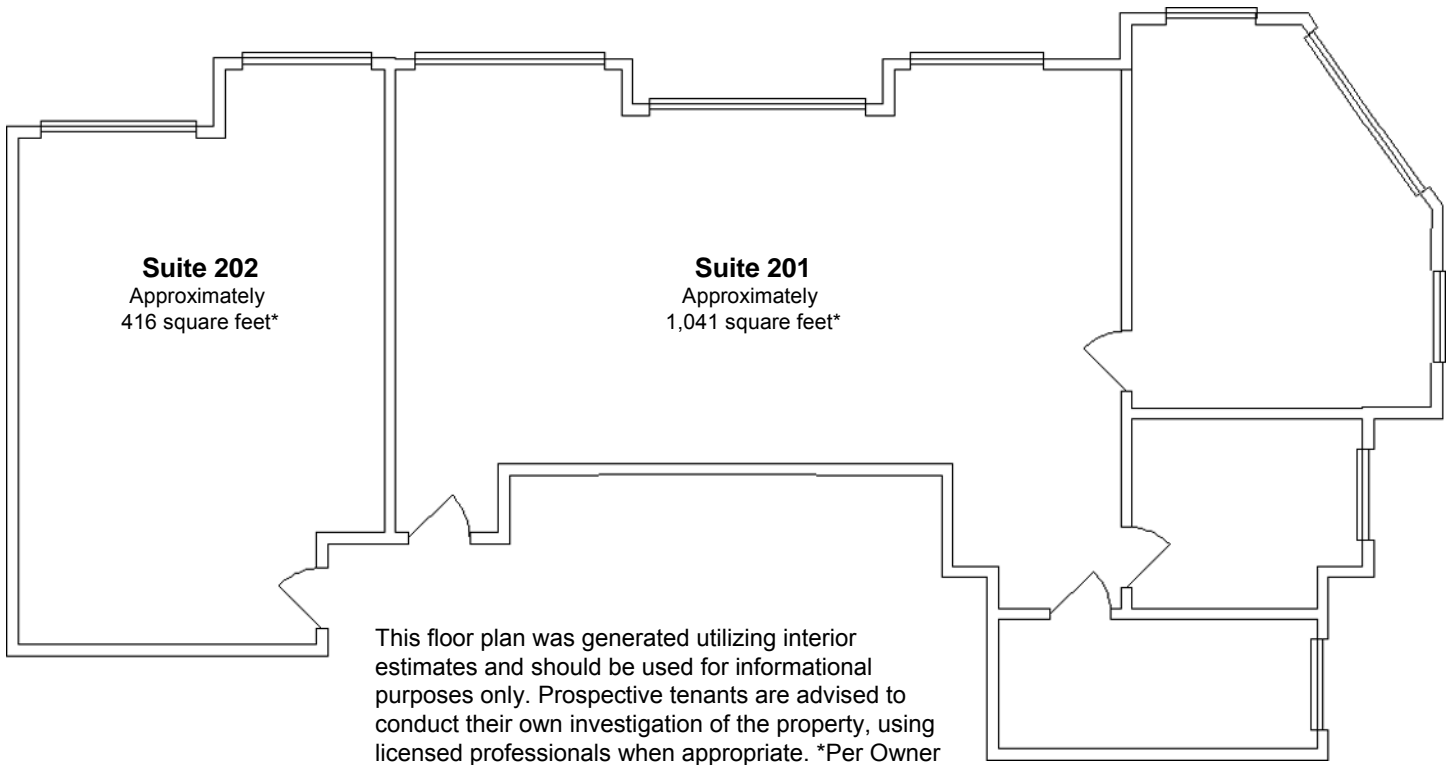 Suite 202
Approximately
416 square feet*
Suite 201
Approximately
1,041 square feet*
This floor plan was generated utilizing interior
estimates and should be used for informational
purposes only. Prospective tenants are advised to
conduct their own investigation of the property, using
licensed professionals when appropriate. *Per Owner